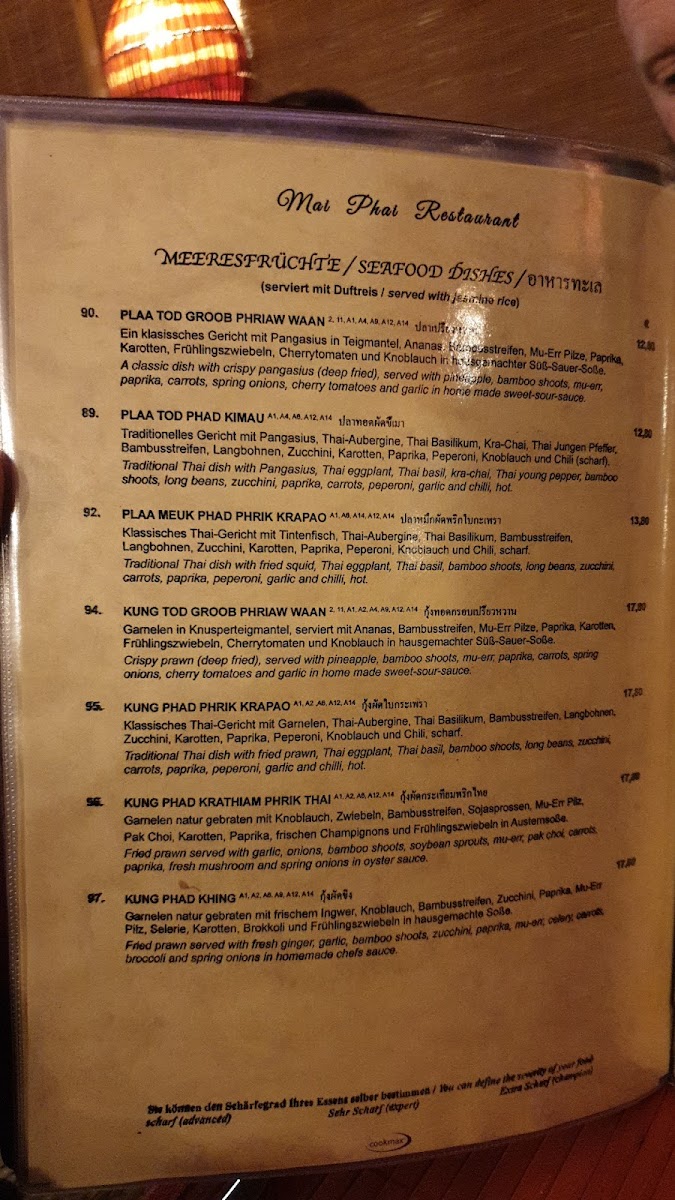 Mai Phai Restaurant
MEERESFRÜCHTE / SEAFOOD DISHES / อาหารทะเล
(serviert mit Duftreis / served with jasmine rice)
€
90. PLAA TOD GROOB PHRIAW WAAN 2, 11, A1, A4, A9, A12, A14 12,80
Ein klassisches Gericht mit Pangasius in Teigmantel, Ananas, Bambusstreifen, Mu-Err Pilze, Paprika,
Karotten, Frühlingszwiebeln, Cherrytomaten und Knoblauch in hausgemachter Süß-Sauer-Soße.
A classic dish with crispy pangasius (deep fried), served with pineapple, bamboo shoots, mu-err,
paprika, carrots, spring onions, cherry tomatoes and garlic in home made sweet-sour-sauce.
89. PLAA TOD PHAD KIMAU A1, A4, A8, A12, A14 ปลาทอดผัดขี้เมา 12,80
Traditionelles Gericht mit Pangasius, Thai-Aubergine, Thai Basilikum, Kra-Chai, Thai Jungen Pfeffer,
Bambusstreifen, Langbohnen, Zucchini, Karotten, Paprika, Peperoni, Knoblauch und Chili (scharf).
Traditional Thai dish with Pangasius, Thai eggplant, Thai basil, kra-chai, Thai young pepper, bamboo
shoots, long beans, zucchini, paprika, carrots, peperoni, garlic and chilli, hot.
92. PLAA MEUK PHAD PHRIK KRAPAO A1, A8, A14, A12, A14 ปลาหมึกผัดพริกใบกะเพรา 13,80
Klassisches Thai-Gericht mit Tintenfisch, Thai-Aubergine, Thai Basilikum, Bambusstreifen,
Langbohnen, Zucchini, Karotten, Paprika, Peperoni, Knoblauch und Chili, scharf.
Traditional Thai dish with fried squid, Thai eggplant, Thai basil, bamboo shoots, long beans, zucchini,
carrots, paprika, peperoni, garlic and chilli, hot.
94. KUNG TOD GROOB PHRIAW WAAN 2, 11, A1, A2, A4, A9, A12, A14 กุ้งทอดกรอบเปรี้ยวหวาน 17,80
Garnelen in Knusperteigmantel, serviert mit Ananas, Bambusstreifen, Mu-Err Pilze, Paprika, Karotten,
Frühlingszwiebeln, Cherrytomaten und Knoblauch in hausgemachter Süß-Sauer-Soße.
Crispy prawn (deep fried), served with pineapple, bamboo shoots, mu-err, paprika, carrots, spring
onions, cherry tomatoes and garlic in home made sweet-sour-sauce.
95. KUNG PHAD PHRIK KRAPAO A1, A2, A8, A12, A14 กุ้งผัดใบกะเพรา 17,80
Klassisches Thai-Gericht mit Garnelen, Thai-Aubergine, Thai Basilikum, Bambusstreifen, Langbohnen,
Zucchini, Karotten, Paprika, Peperoni, Knoblauch und Chili, scharf.
Traditional Thai dish with fried prawn, Thai eggplant, Thai basil, bamboo shoots, long beans, zucchini,
carrots, paprika, peperoni, garlic and chilli, hot.
96. KUNG PHAD KRATHIAM PHRIK THAI A1, A2, A8, A12, A14 กุ้งผัดกระเทียมพริกไทย 17,80
Garnelen natur gebraten mit Knoblauch, Zwiebeln, Bambusstreifen, Sojasprossen, Mu-Err Pilz,
Pak Choi, Karotten, Paprika, frischen Champignons und Frühlingszwiebeln in Austernsoße.
Fried prawn served with garlic, onions, bamboo shoots, soybean sprouts, mu-err, pak choi, carrots,
paprika, fresh mushroom and spring onions in oyster sauce.
97. KUNG PHAD KHING A1, A2, A8, A9, A12, A14 กุ้งผัดขิง 17,80
Garnelen natur gebraten mit frischem Ingwer, Knoblauch, Bambusstreifen, Zucchini, Paprika, Mu-Err
Pilz, Selerie, Karotten, Brokkoli und Frühlingszwiebeln in hausgemachte Soße.
Fried prawn served with fresh ginger, garlic, bamboo shoots, zucchini, paprika, mu-err, celery, carrots,
broccoli and spring onions in homemade chefs sauce.
Sie können den Schärfegrad Ihres Essens selber bestimmen / You can define the severity of your food
scharf (advanced) Sehr Scharf (expert) Extra Scharf (champion)
cookmax